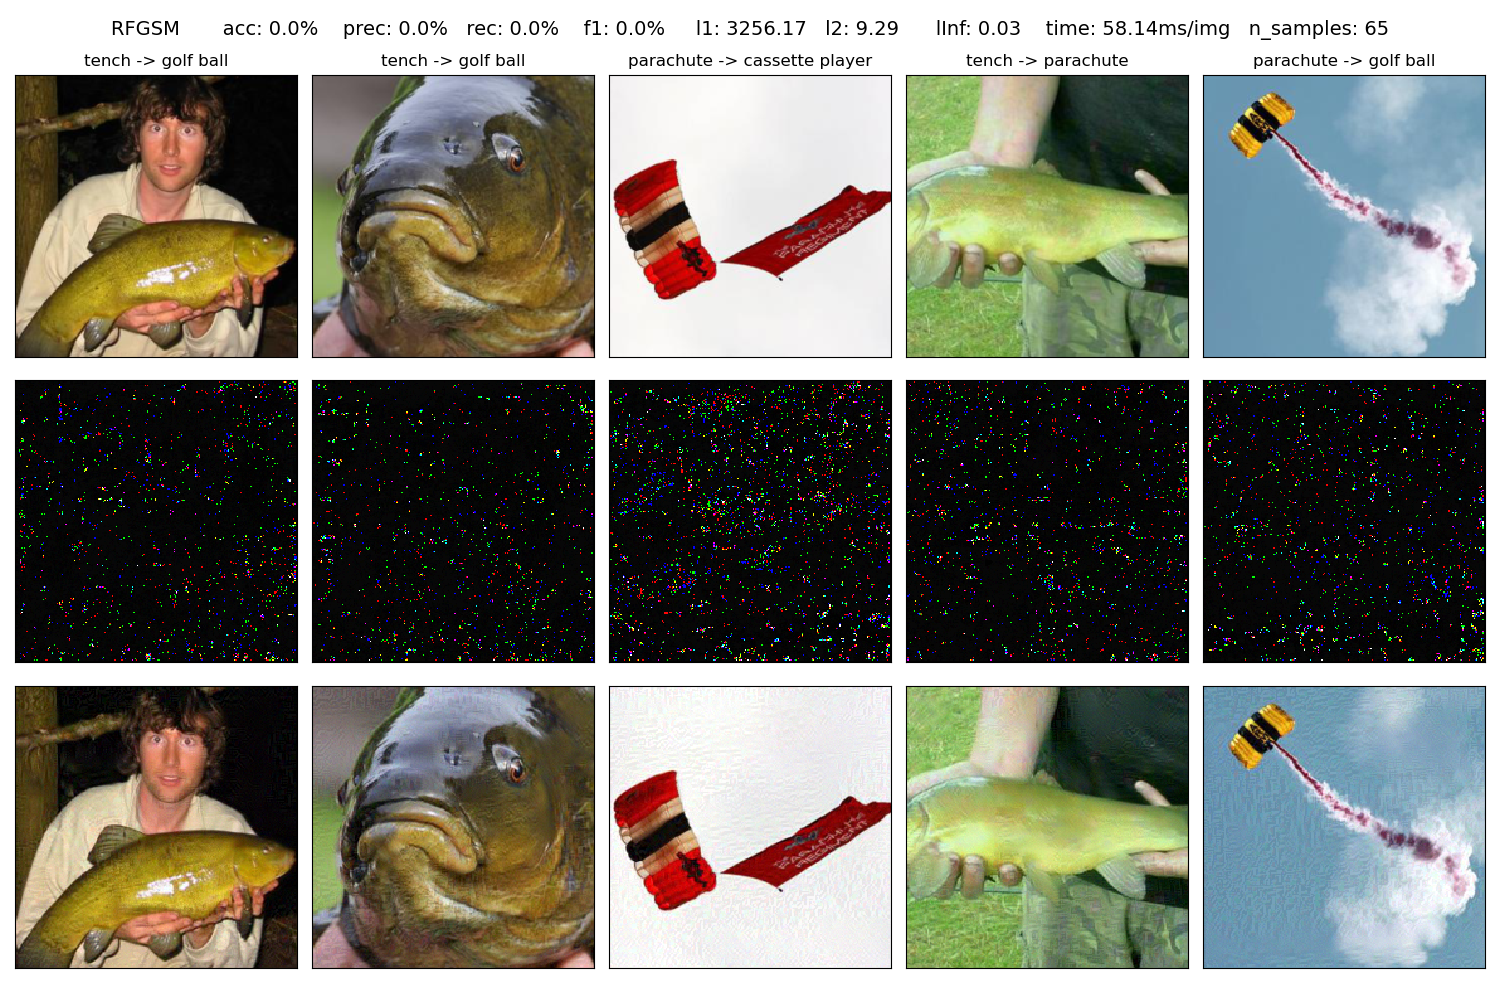 RFGSM acc: 0.0% prec: 0.0% rec: 0.0% f1: 0.0% l1: 3256.17 l2: 9.29 lInf: 0.03 time: 58.14ms/img n_samples: 65
tench -> golf ball
tench -> golf ball
parachute -> cassette player
tench -> parachute
parachute -> golf ball
REGIMENT
REGIMENT